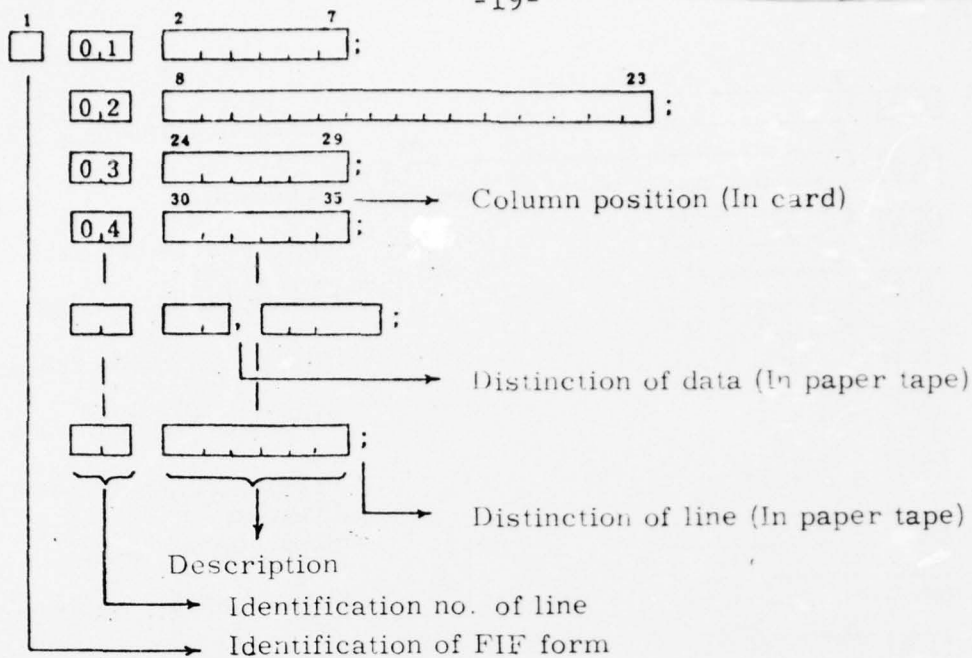 -19-
1 2 7
0,1 ;
8 23
0,2 ;
24 29
0,3 ;
30 35
Column position (In card)
0,4 ;
, ;
Distinction of data (In paper tape)
;
Distinction of line (In paper tape)
Description
Identification no. of line
Identification of FIF form